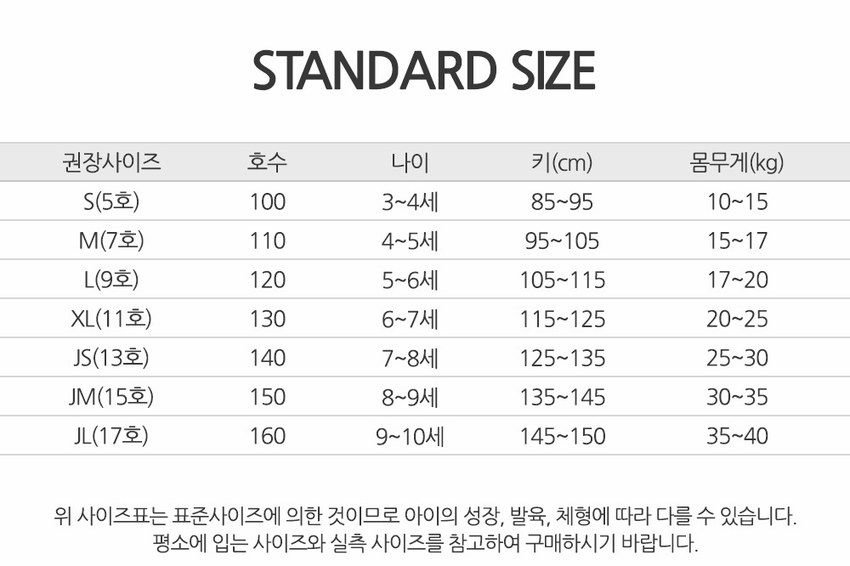 STANDARD SIZE
권장사이즈 호수 나이 키(cm) 몸무게(kg)
S(5호) 100 3~4세 85~95 10~15
M(7호) 110 4~5세 95~105 15~17
L(9호) 120 5~6세 105~115 17~20
XL(11호) 130 6~7세 115~125 20~25
JS(13호) 140 7~8세 125~135 25~30
JM(15호) 150 8~9세 135~145 30~35
JL(17호) 160 9~10세 145~150 35~40
위 사이즈표는 표준사이즈에 의한 것이므로 아이의 성장, 발육, 체형에 따라 다를 수 있습니다.
평소에 입는 사이즈와 실측 사이즈를 참고하여 구매하시기 바랍니다.